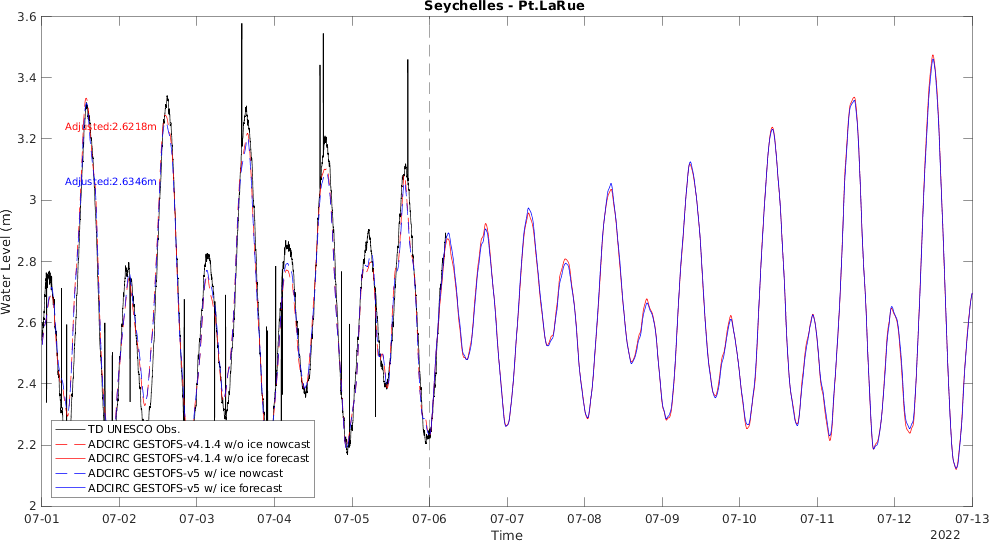 Seychelles - Pt.LaRue
3.6
3.4
3.2
3
2.8
2.6
2.4
2.2
2
Water Level (m)
Adjusted:2.6218m
Adjusted:2.6346m
TD UNESCO Obs.
ADCIRC GESTOFS-v4.1.4 w/o ice nowcast
ADCIRC GESTOFS-v4.1.4 w/o ice forecast
ADCIRC GESTOFS-v5 w/ ice nowcast
ADCIRC GESTOFS-v5 w/ ice forecast
07-01 07-02 07-03 07-04 07-05 07-06 07-07 07-08 07-09 07-10 07-11 07-12 07-13
Time
2022